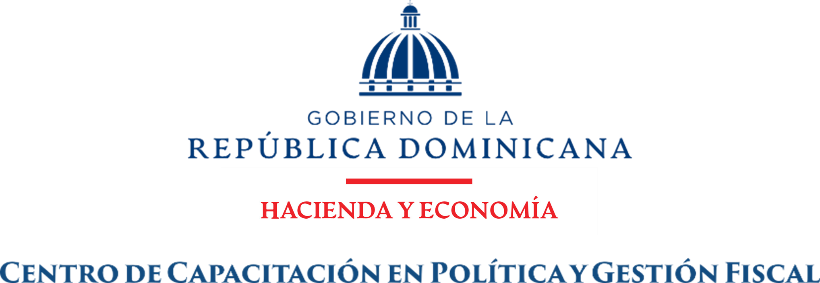 GOBIERNO DE LA
REPÚBLICA DOMINICANA
HACIENDA Y ECONOMÍA
CENTRO DE CAPACITACIÓN EN POLÍTICA Y GESTIÓN FISCAL